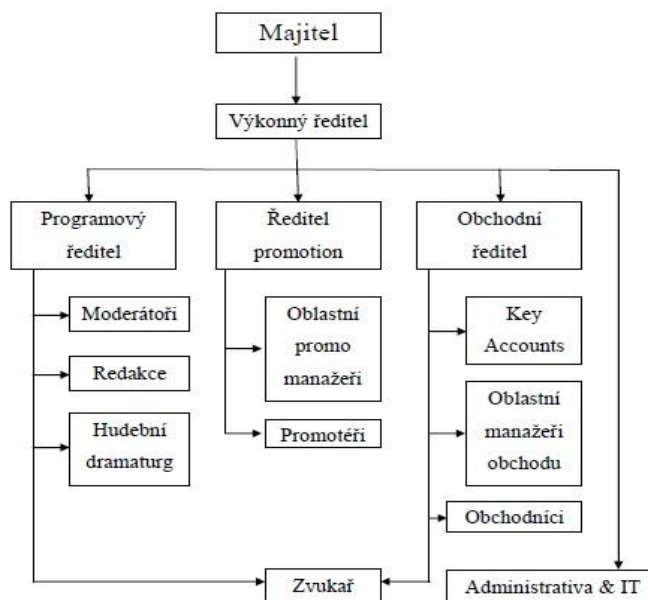 Majitel
Výkonný ředitel
Programový
ředitel
Ředitel
promotion
Obchodní
ředitel
Moderátoři
Redakce
Hudební
dramaturg
Oblastní
promo
manažeři
Promotéři
Key
Accounts
Oblastní
manažeři
obchodu
Obchodníci
Zvukař
Administrativa & IT